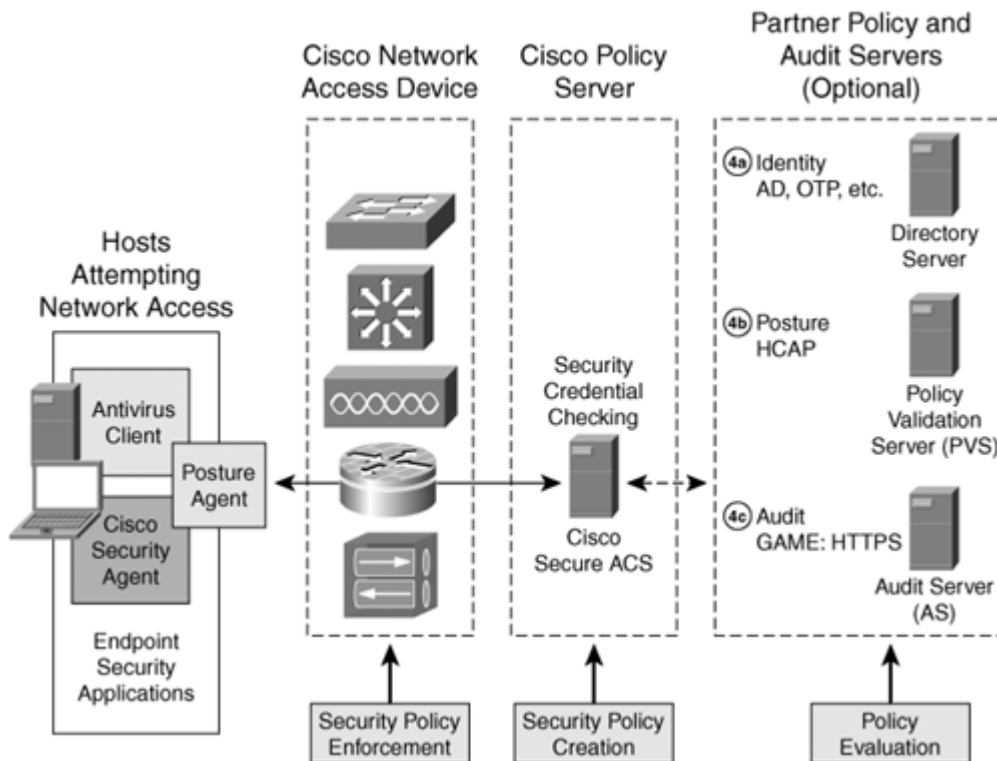 Cisco Network
Access Device
Cisco Policy
Server
Partner Policy and
Audit Servers
(Optional)
Hosts
Attempting
Network Access
Antivirus
Client
Posture
Agent
Cisco
Security
Agent
Endpoint
Security
Applications
Security
Credential
Checking
Cisco
Secure ACS
4a Identity
AD, OTP, etc.
Directory
Server
4b Posture
HCAP
Policy
Validation
Server (PVS)
4c Audit
GAME: HTTPS
Audit Server
(AS)
Security Policy
Enforcement
Security Policy
Creation
Policy
Evaluation